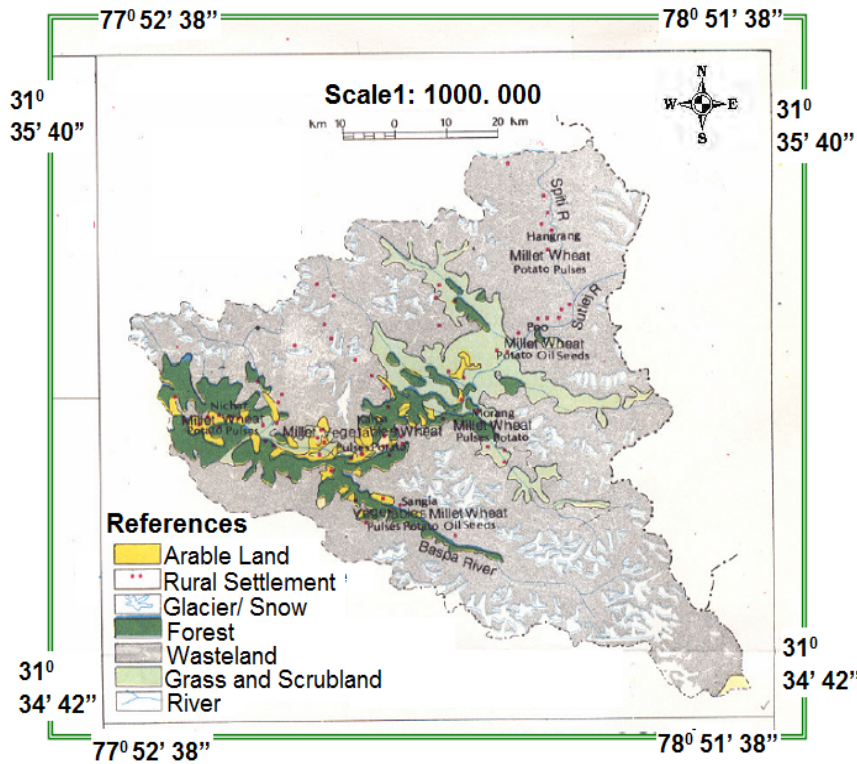 77⁰ 52' 38"
78⁰ 51' 38"
31⁰
35' 40"
31⁰
35' 40"
Scale1: 1000. 000
Km 10 0 10 20 Km
N
W E
S
Spiti R
Hangrang
Millet Wheat
Potato Pulses
Sutlej R
Poo
Millet Wheat
Potato Oil Seeds
Nichar
Millet Wheat
Potato Pulses
Kalpa
Millet Vegetables Wheat
Pulses Potato
Morang
Millet Wheat
Pulses Potato
Sangla
Vegetables Millet Wheat
Pulses Potato Oil Seeds
Baspa River
References
Arable Land
Rural Settlement
Glacier/ Snow
Forest
Wasteland
Grass and Scrubland
River
31⁰
34' 42"
31⁰
34' 42"
77⁰ 52' 38"
78⁰ 51' 38"